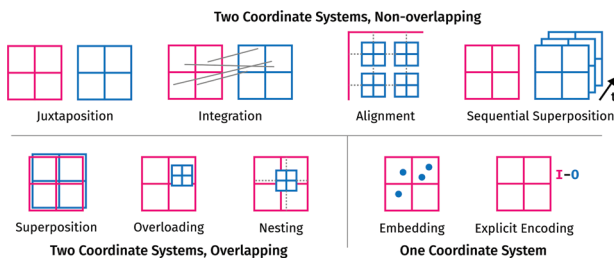 Two Coordinate Systems, Non-overlapping
Juxtaposition
Integration
Alignment
Sequential Superposition
t
I-O
Superposition
Overloading
Nesting
Embedding
Explicit Encoding
Two Coordinate Systems, Overlapping
One Coordinate System